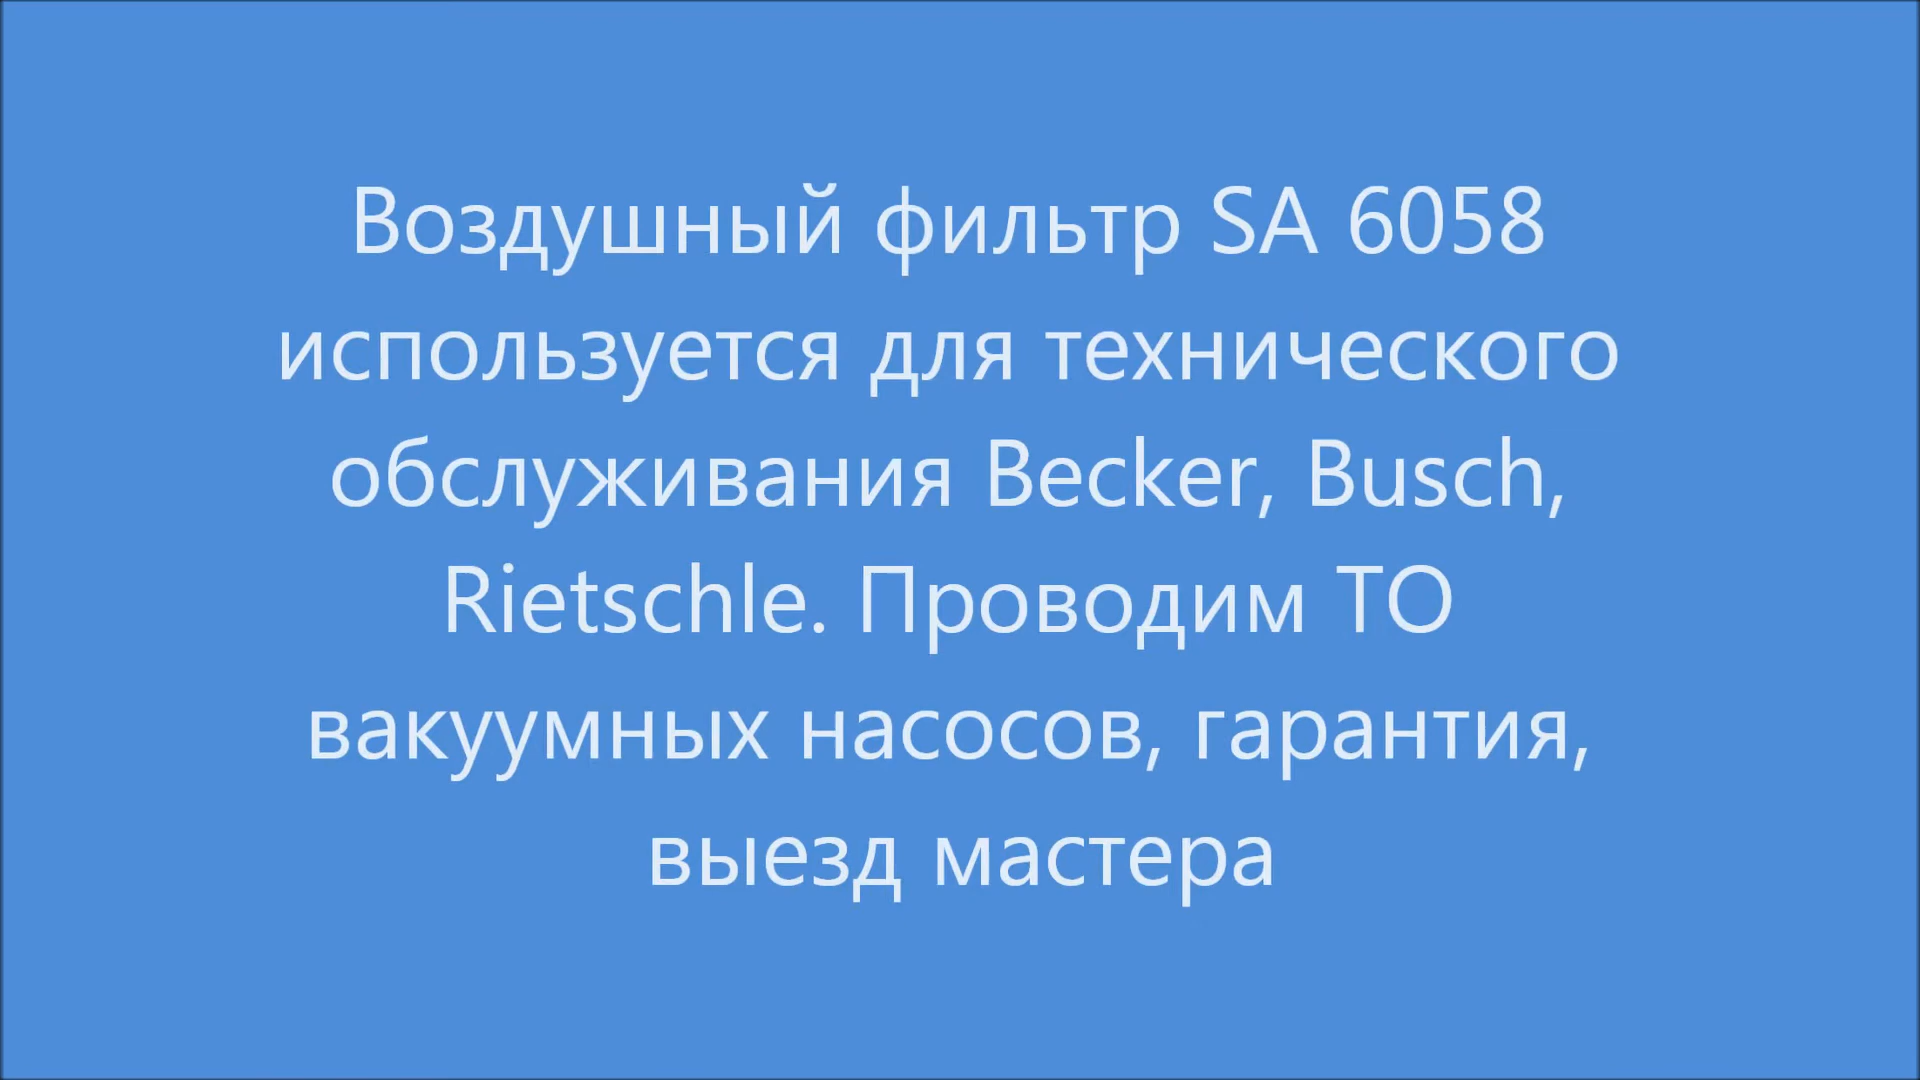 Воздушный фильтр SA 6058
используется для технического
обслуживания Becker, Busch,
Rietschle. Проводим ТО
вакуумных насосов, гарантия,
выезд мастера